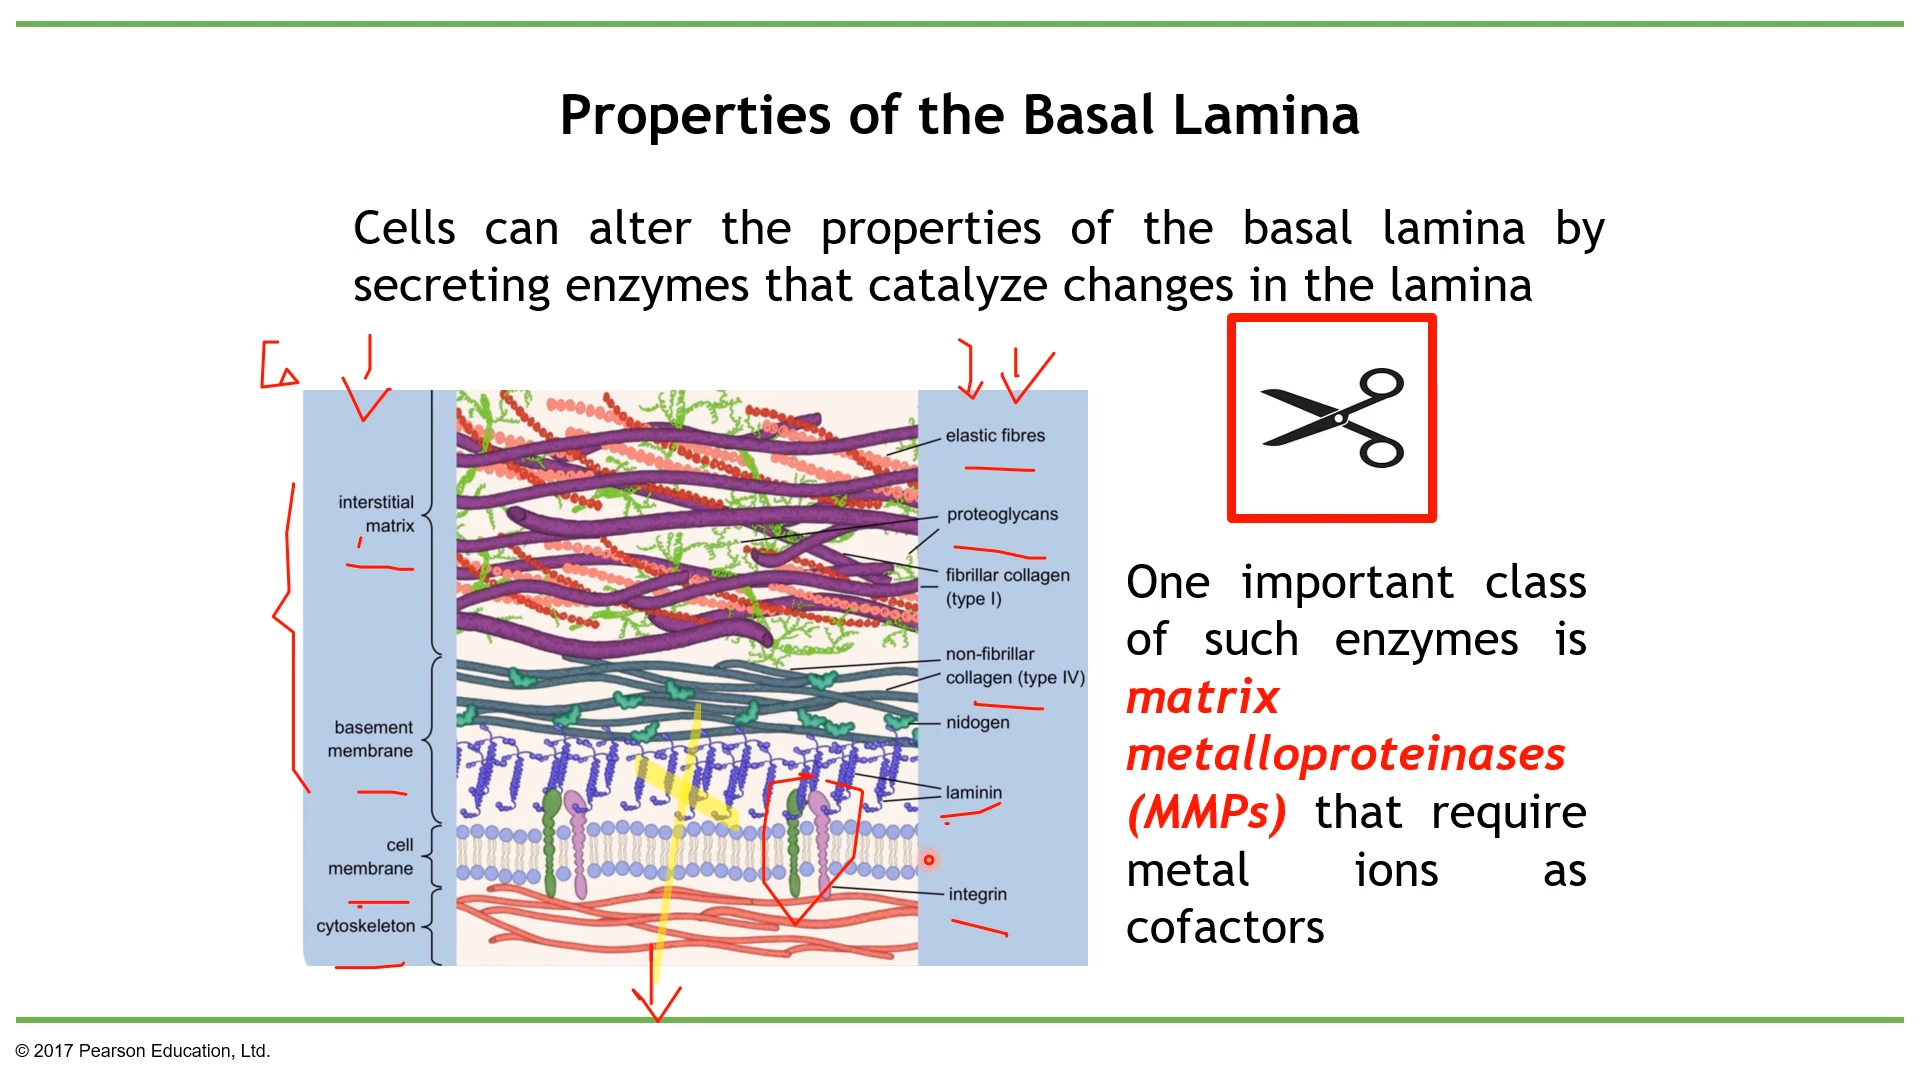 Properties of the Basal Lamina
Cells can alter the properties of the basal lamina by
secreting enzymes that catalyze changes in the lamina
interstitial
matrix
basement
membrane
cell
membrane
cytoskeleton
elastic fibres
proteoglycans
fibrillar collagen
(type I)
non-fibrillar
collagen (type IV)
nidogen
laminin
integrin
One important class
of such enzymes is
matrix
metalloproteinases
(MMPs) that require
metal ions as
cofactors
© 2017 Pearson Education, Ltd.